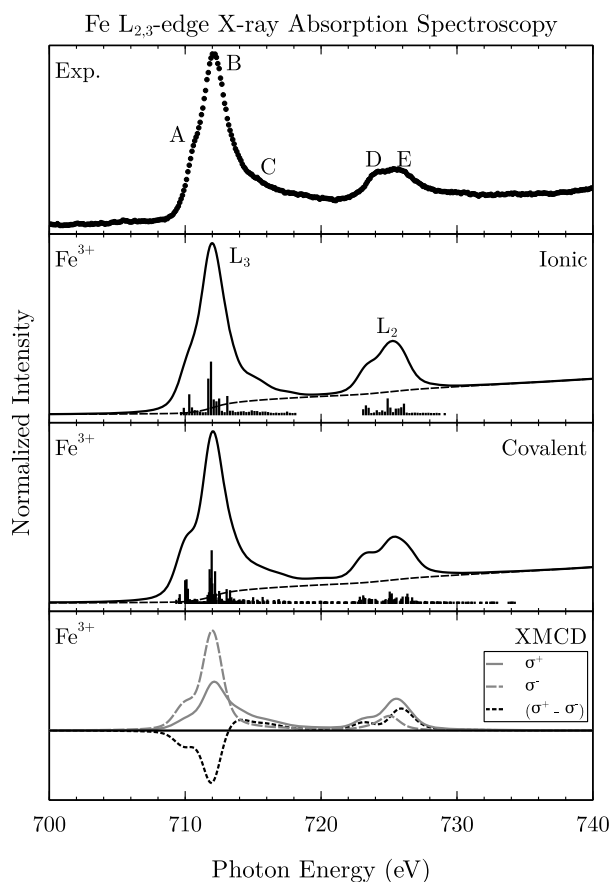 Fe L₂,₃-edge X-ray Absorption Spectroscopy
Exp.
A
B
C
D
E
Fe³⁺
L₃
Ionic
L₂
Fe³⁺
Covalent
Fe³⁺
XMCD
σ⁺
σ⁻
(σ⁺ - σ⁻)
Normalized Intensity
700 710 720 730 740
Photon Energy (eV)